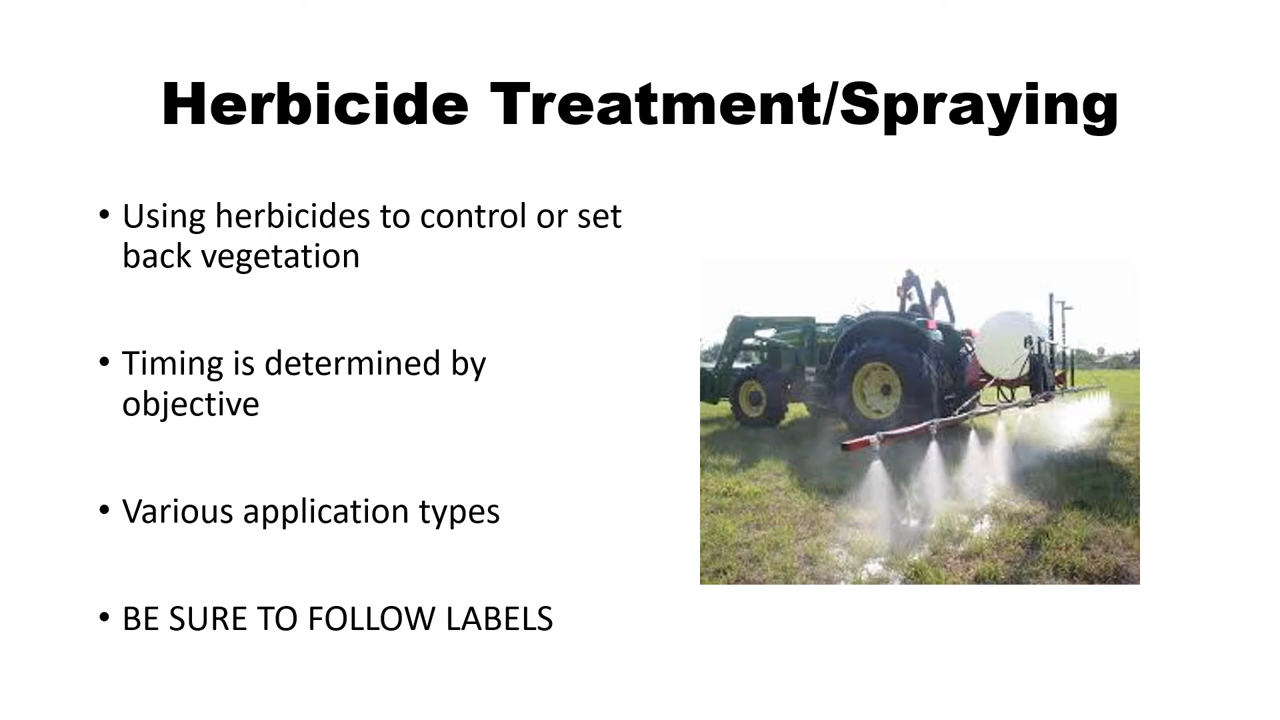 Herbicide Treatment/Spraying
• Using herbicides to control or set
back vegetation
• Timing is determined by
objective
• Various application types
• BE SURE TO FOLLOW LABELS